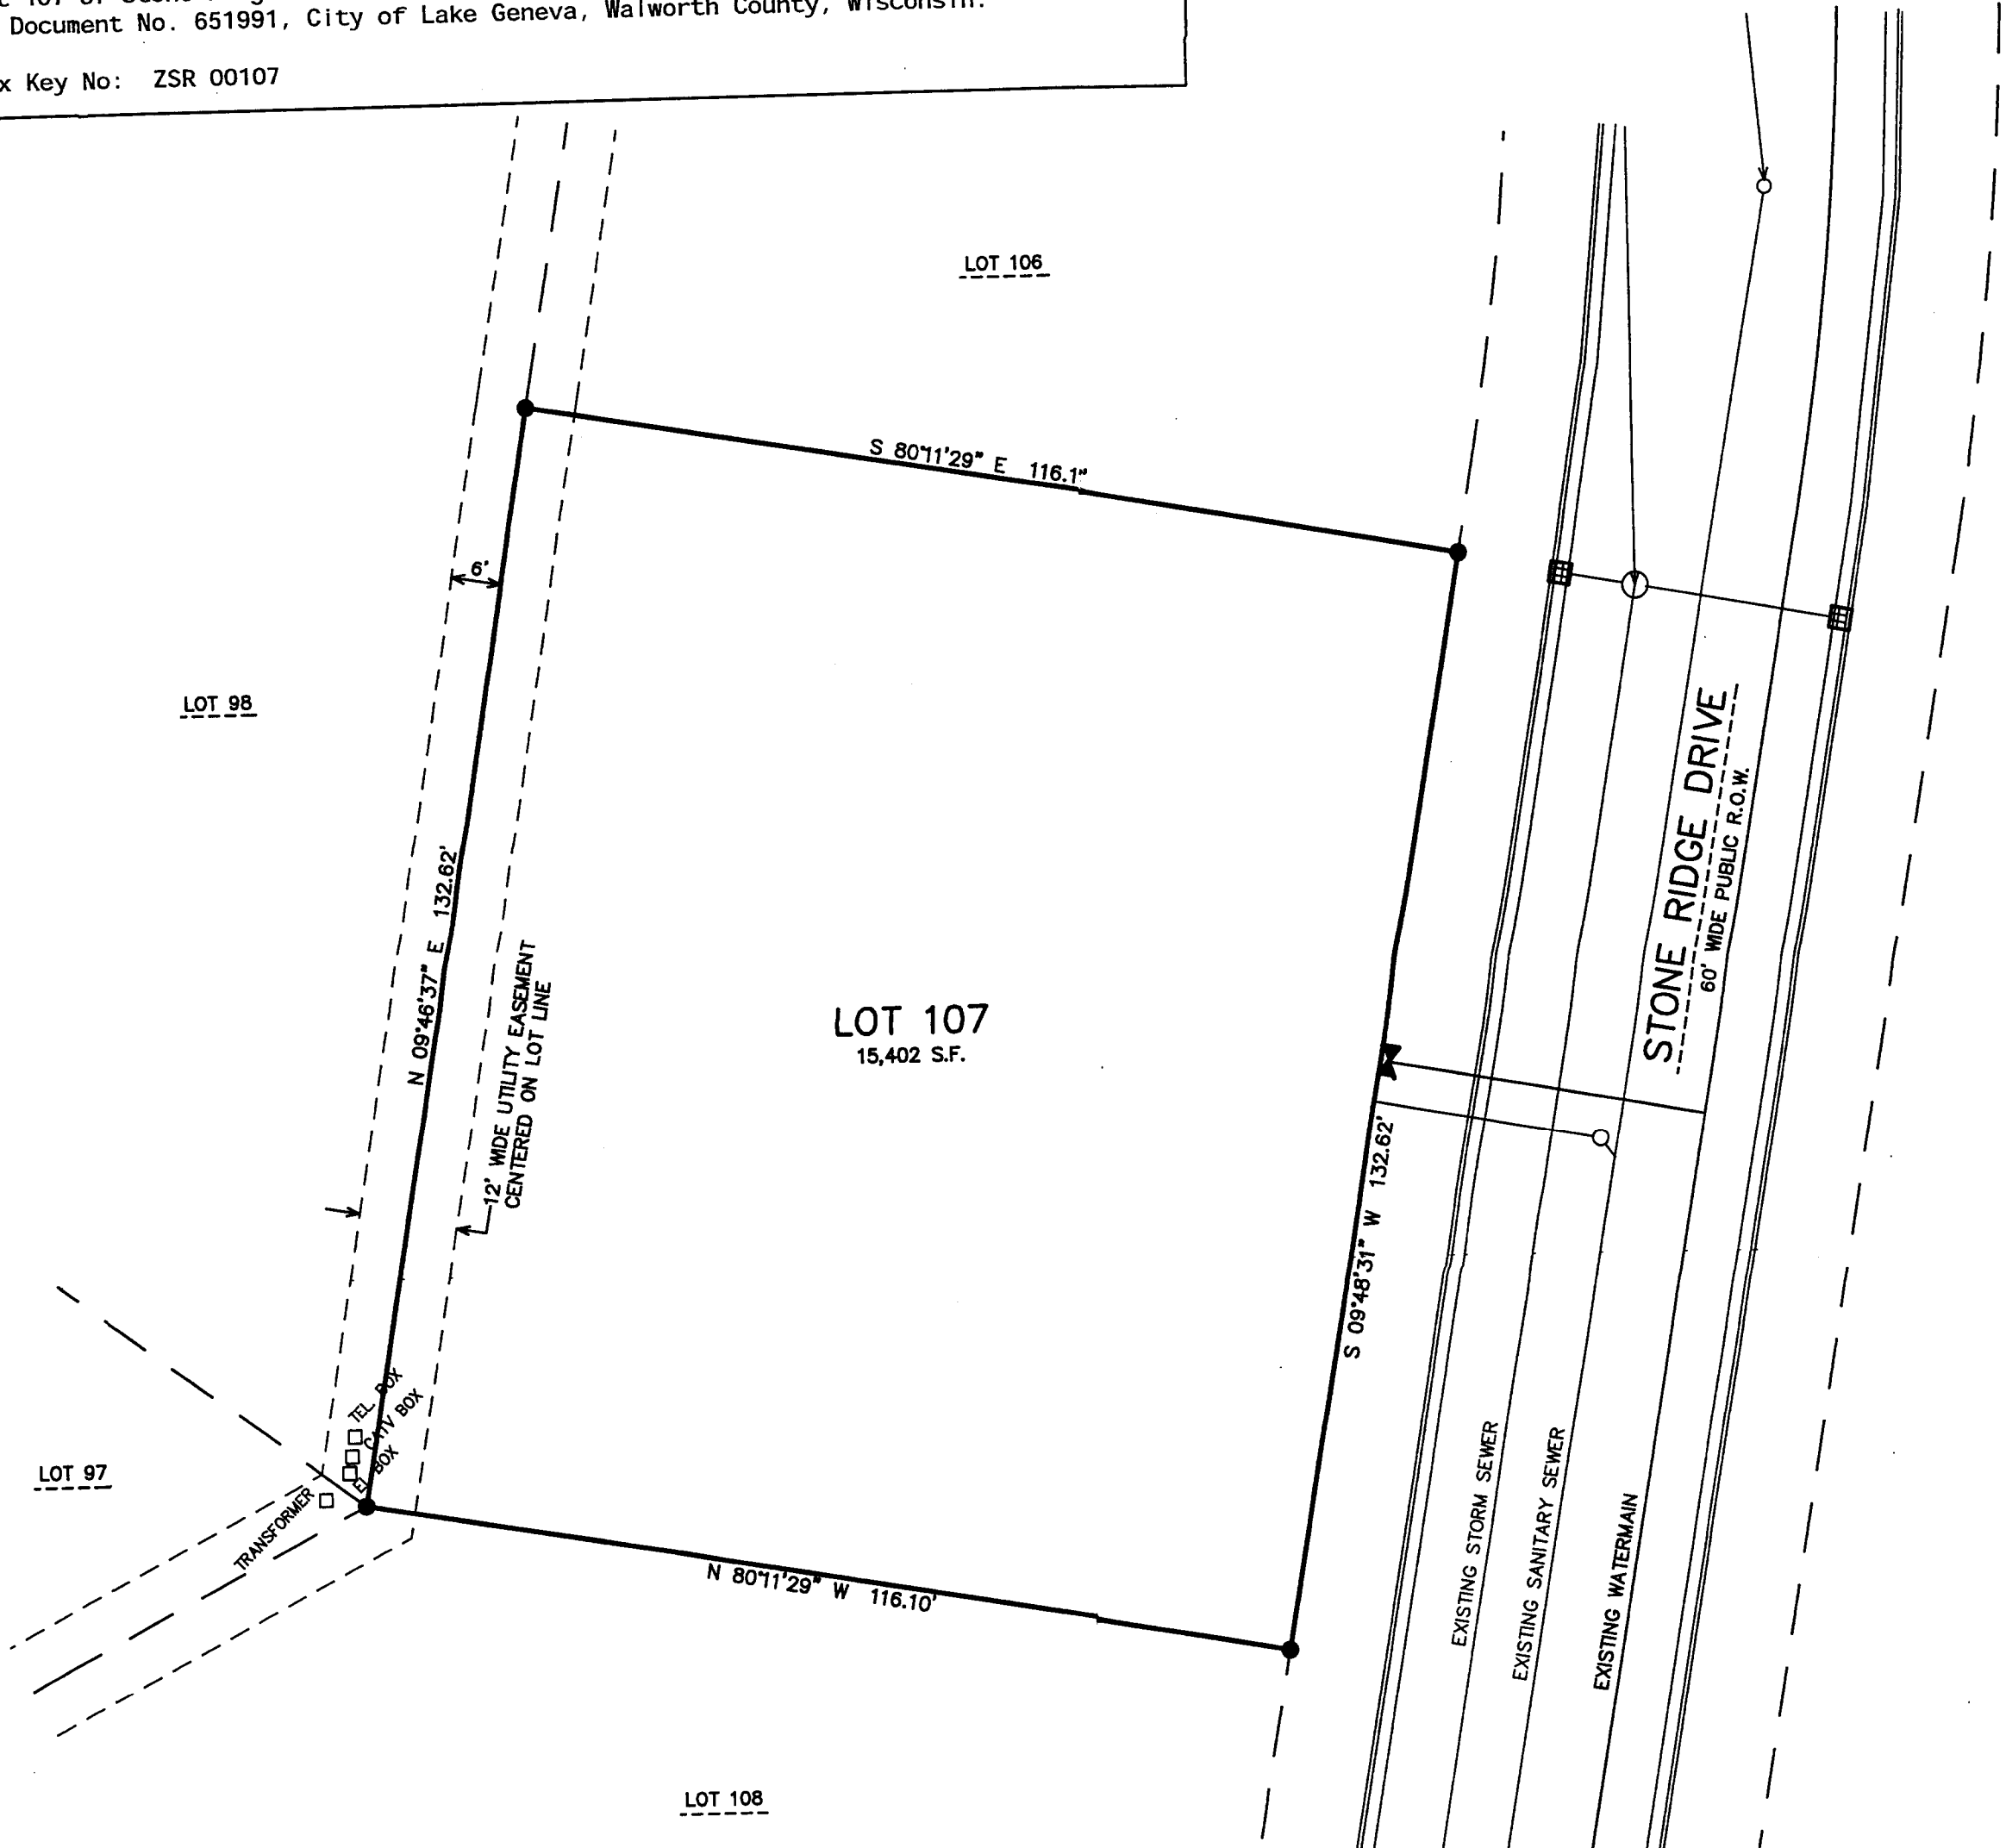 Document No. 651991, City of Lake Geneva, Walworth County, Wisconsin.
Key No: ZSR 00107
LOT 106
S 80°11'29" E 116.1"
6'
LOT 98
N 09°46'37" E 132.62'
12' WIDE UTILITY EASEMENT
CENTERED ON LOT LINE
LOT 107
15,402 S.F.
STONE RIDGE DRIVE
60' WIDE PUBLIC R.O.W.
S 09°48'31" W 132.62'
TEL BOX
CATV BOX
EL BOX
TRANSFORMER
LOT 97
N 80°11'29" W 116.10'
EXISTING STORM SEWER
EXISTING SANITARY SEWER
EXISTING WATERMAIN
LOT 108